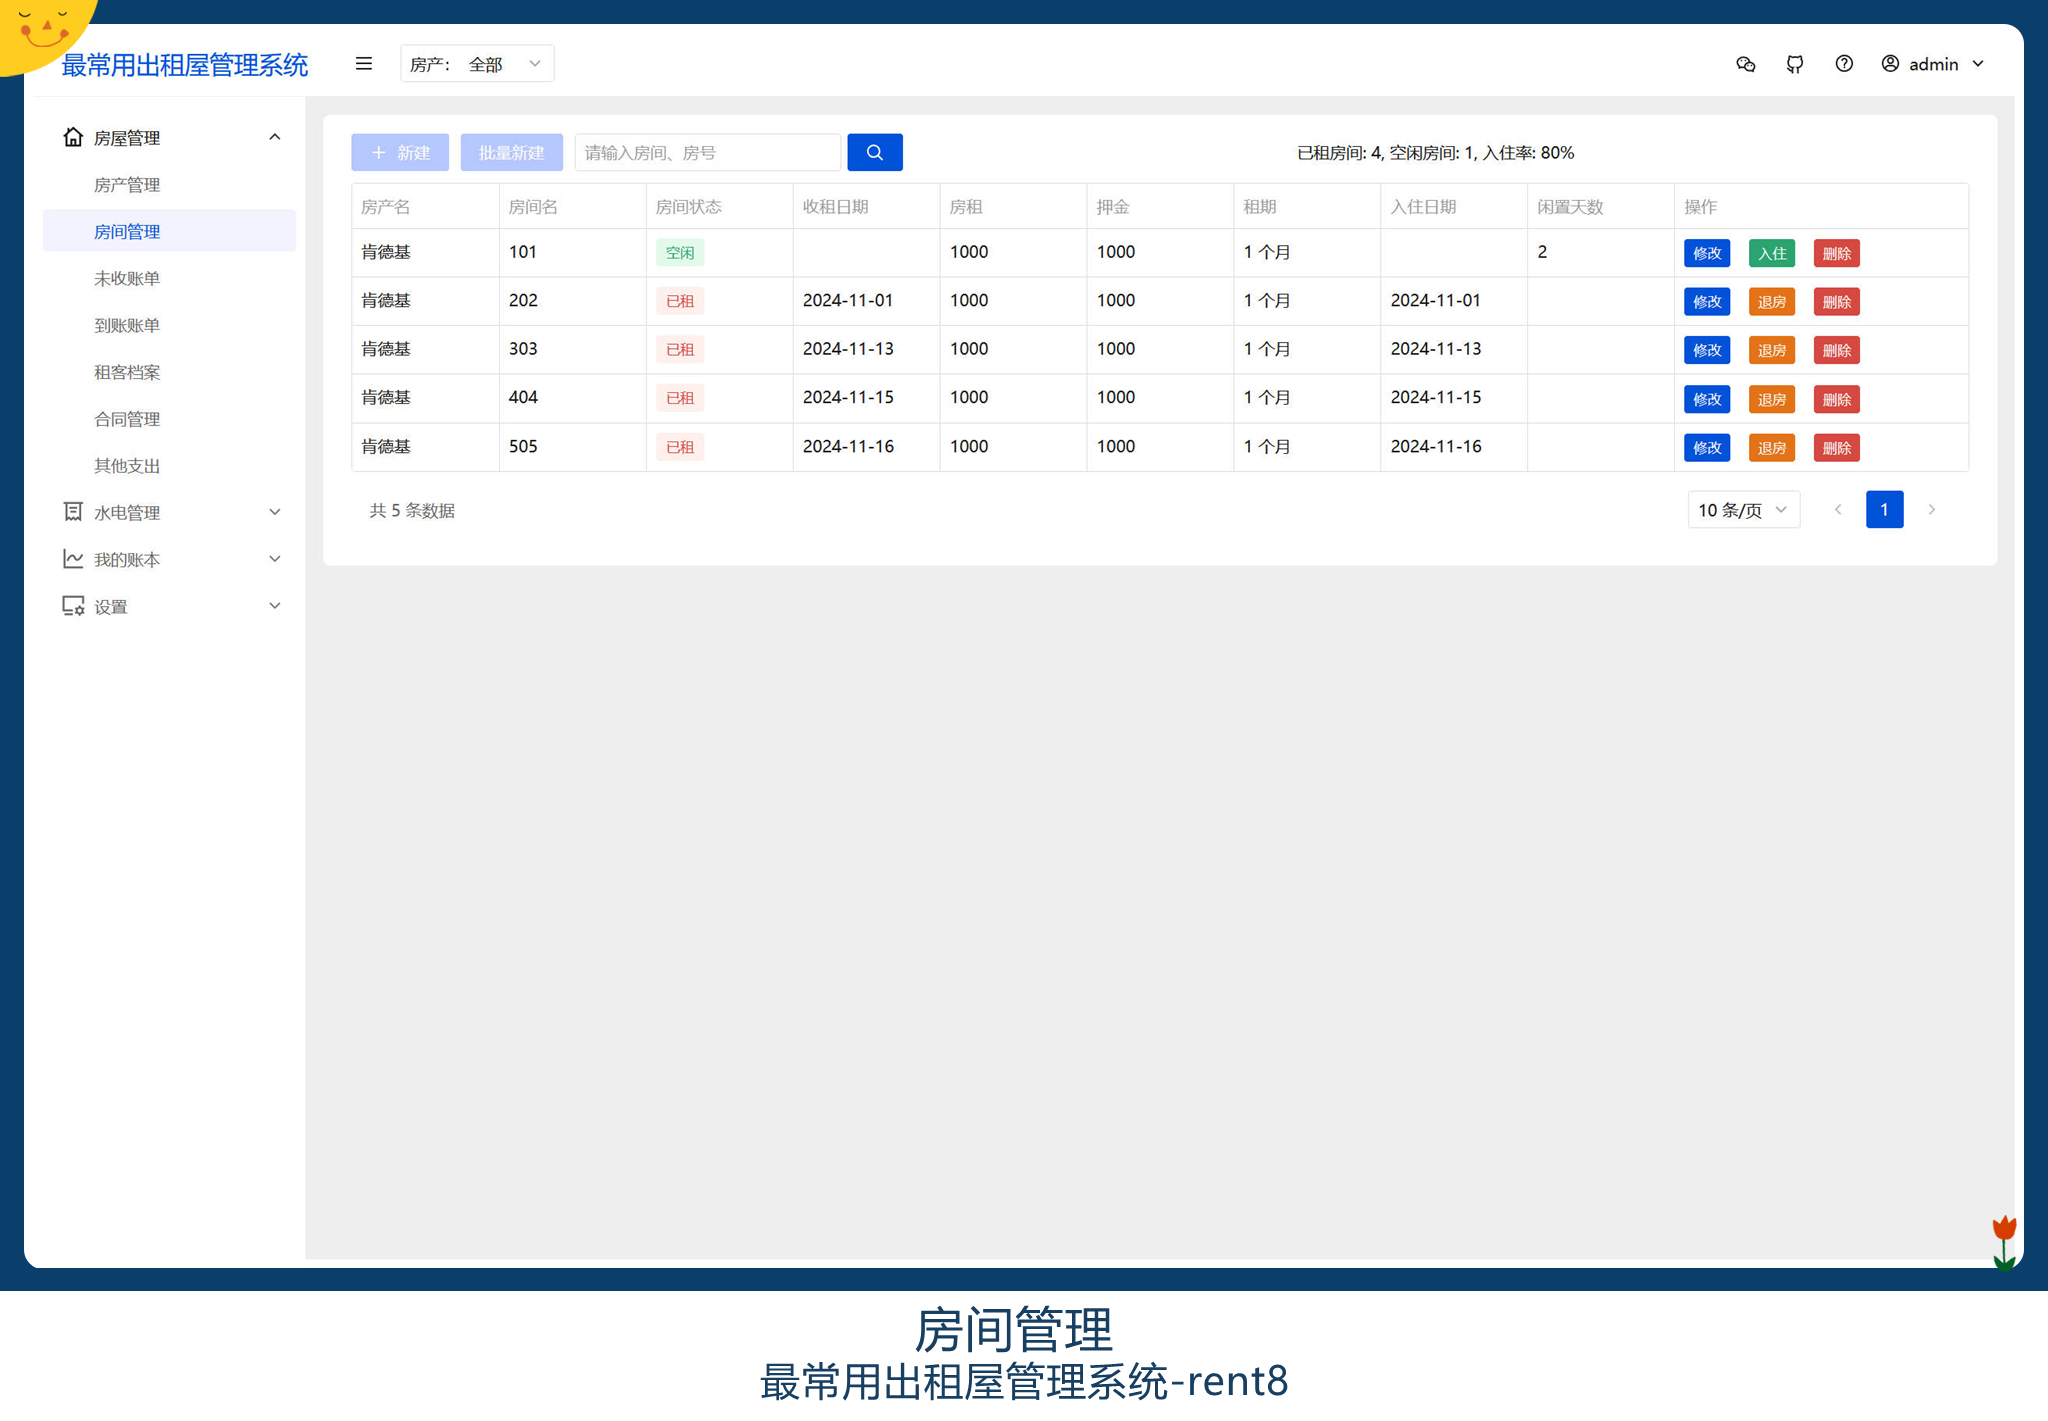 最常用出租屋管理系统
房产： 全部
admin
房屋管理
房产管理
房间管理
未收账单
到账账单
租客档案
合同管理
其他支出
水电管理
我的账本
设置
新建 批量新建 请输入房间、房号 已租房间: 4, 空闲房间: 1, 入住率: 80%
房产名 房间名 房间状态 收租日期 房租 押金 租期 入住日期 闲置天数 操作
肯德基 101 空闲 1000 1000 1 个月 2 修改 入住 删除
肯德基 202 已租 2024-11-01 1000 1000 1 个月 2024-11-01 修改 退房 删除
肯德基 303 已租 2024-11-13 1000 1000 1 个月 2024-11-13 修改 退房 删除
肯德基 404 已租 2024-11-15 1000 1000 1 个月 2024-11-15 修改 退房 删除
肯德基 505 已租 2024-11-16 1000 1000 1 个月 2024-11-16 修改 退房 删除
共 5 条数据 10 条/页 1
房间管理
最常用出租屋管理系统-rent8